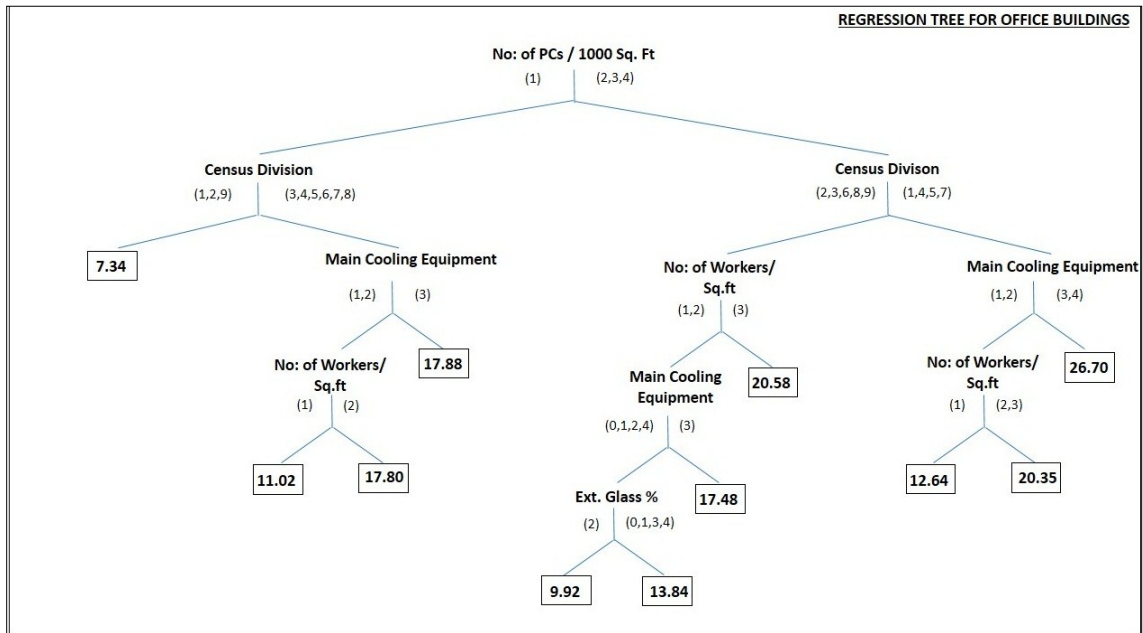 REGRESSION TREE FOR OFFICE BUILDINGS
No: of PCs / 1000 Sq. Ft
(1) (2,3,4)
Census Division
(1,2,9) (3,4,5,6,7,8)
Census Divison
(2,3,6,8,9) (1,4,5,7)
7.34
Main Cooling Equipment
(1,2) (3)
No: of Workers/
Sq.ft
(1,2) (3)
Main Cooling Equipment
(1,2) (3,4)
No: of Workers/
Sq.ft
(1) (2)
17.88
Main Cooling
Equipment
(0,1,2,4) (3)
20.58
No: of Workers/
Sq.ft
(1) (2,3)
26.70
11.02
17.80
Ext. Glass %
(2) (0,1,3,4)
17.48
12.64
20.35
9.92
13.84